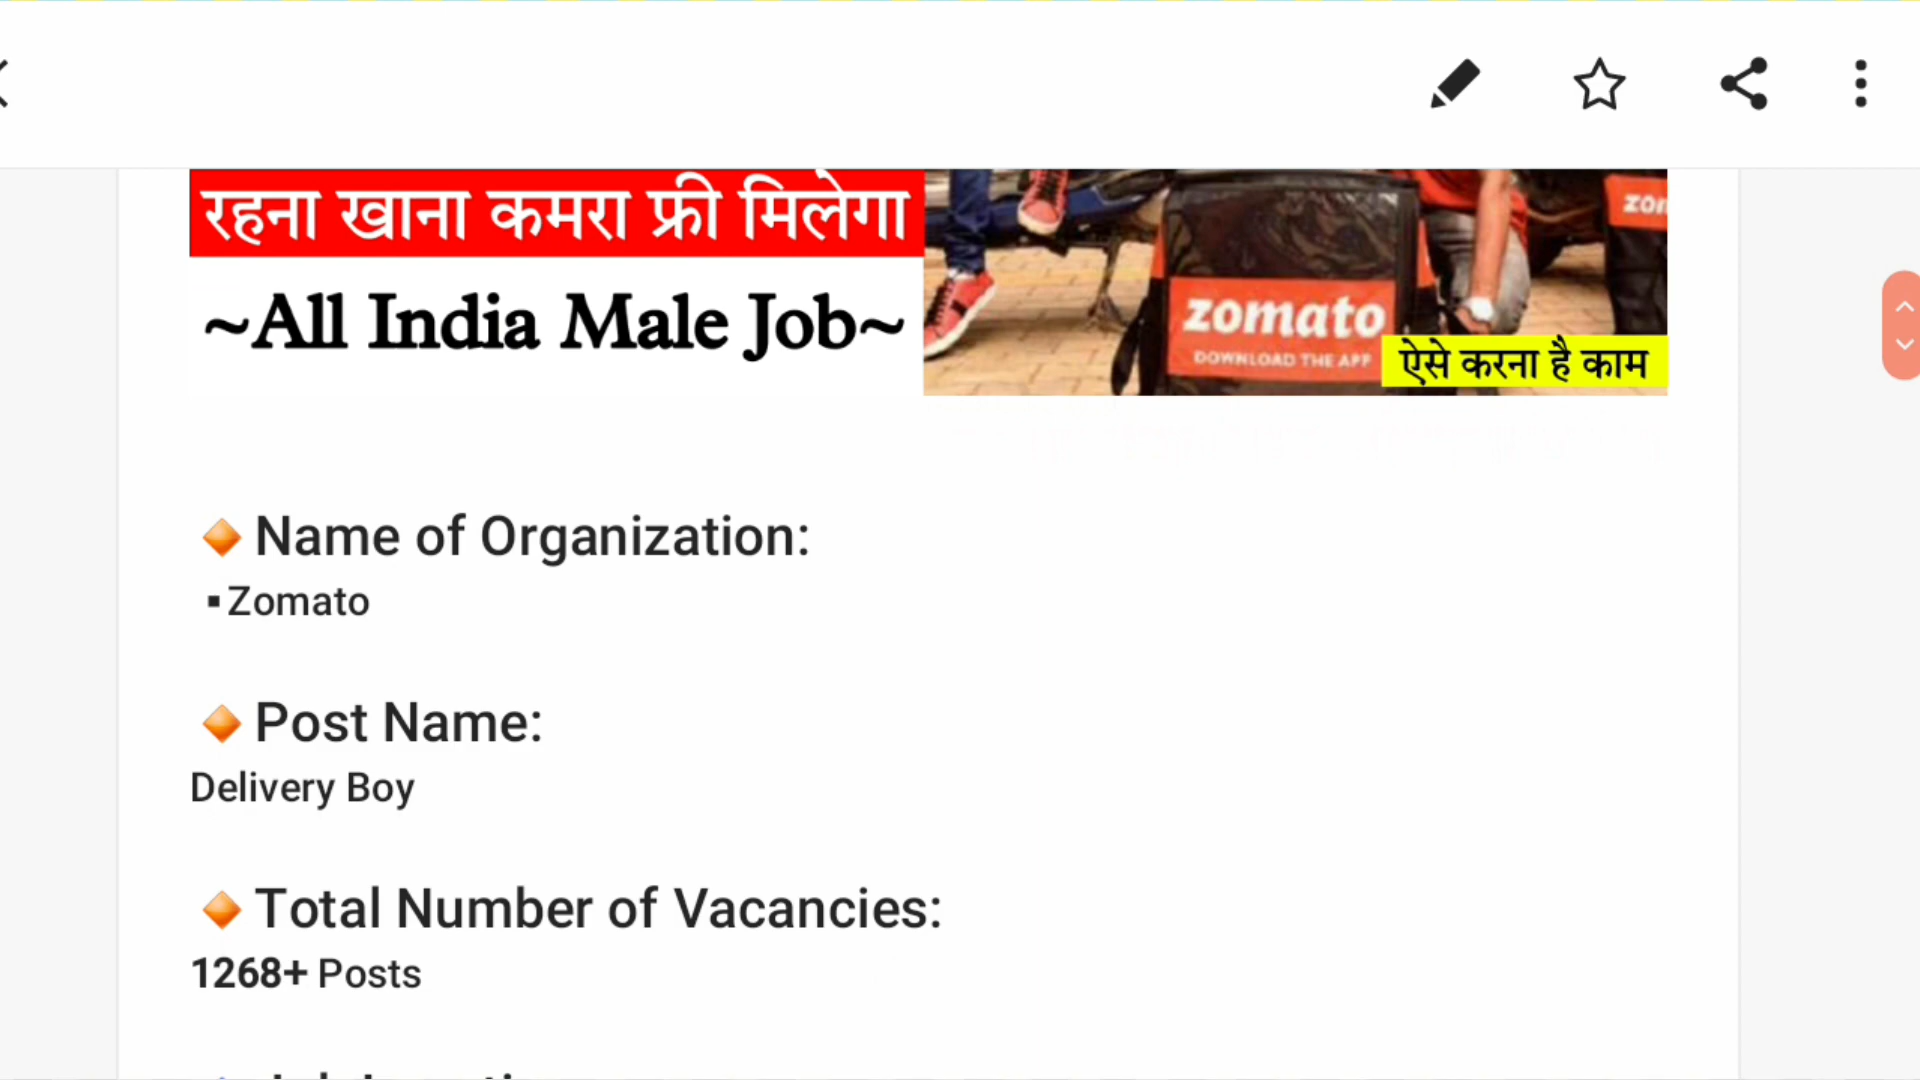 रहना खाना कमरा फ्री मिलेगा
~All India Male Job~
zon
zomato
DOWNLOAD THE APP
ऐसे करना है काम
Name of Organization:
▪Zomato
Post Name:
Delivery Boy
Total Number of Vacancies:
1268+ Posts